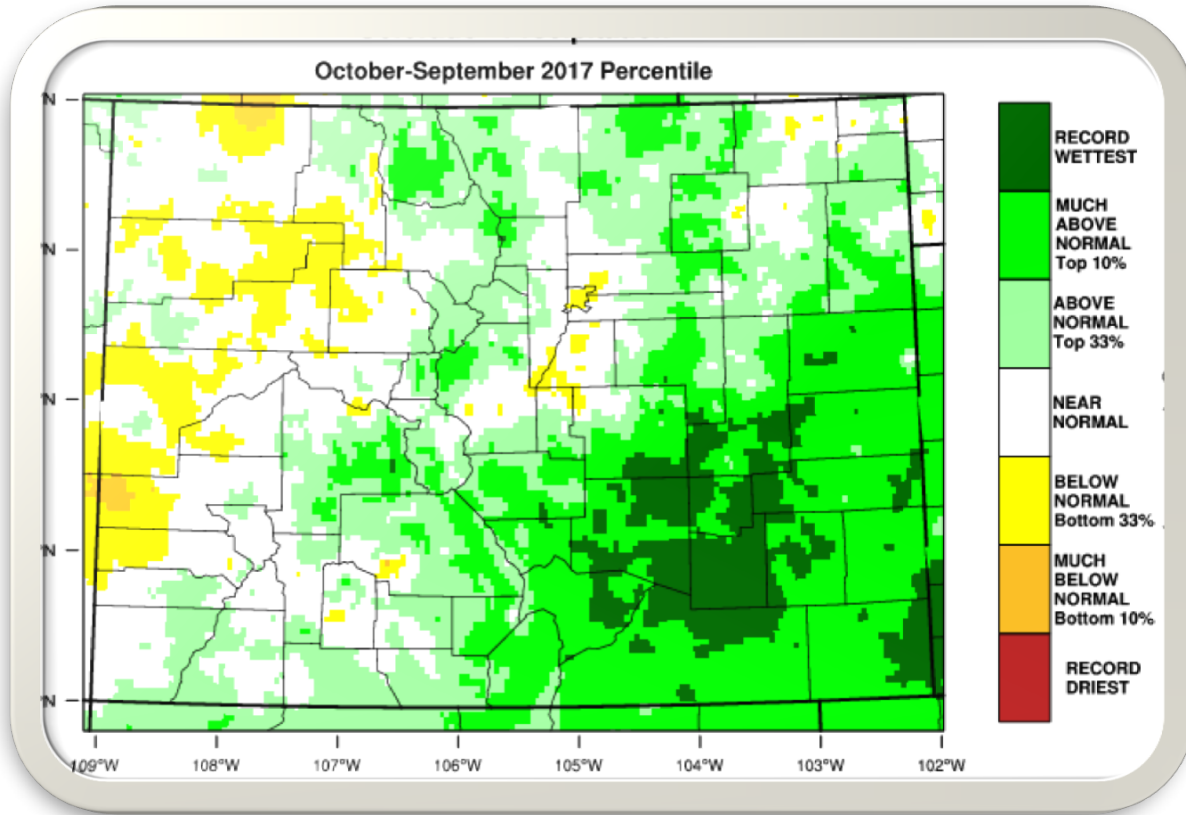 October-September 2017 Percentile
N
N
N
N
N
109°W 108°W 107°W 106°W 105°W 104°W 103°W 102°W
RECORD
WETTEST
MUCH
ABOVE
NORMAL
Top 10%
ABOVE
NORMAL
Top 33%
NEAR
NORMAL
BELOW
NORMAL
Bottom 33%
MUCH
BELOW
NORMAL
Bottom 10%
RECORD
DRIEST